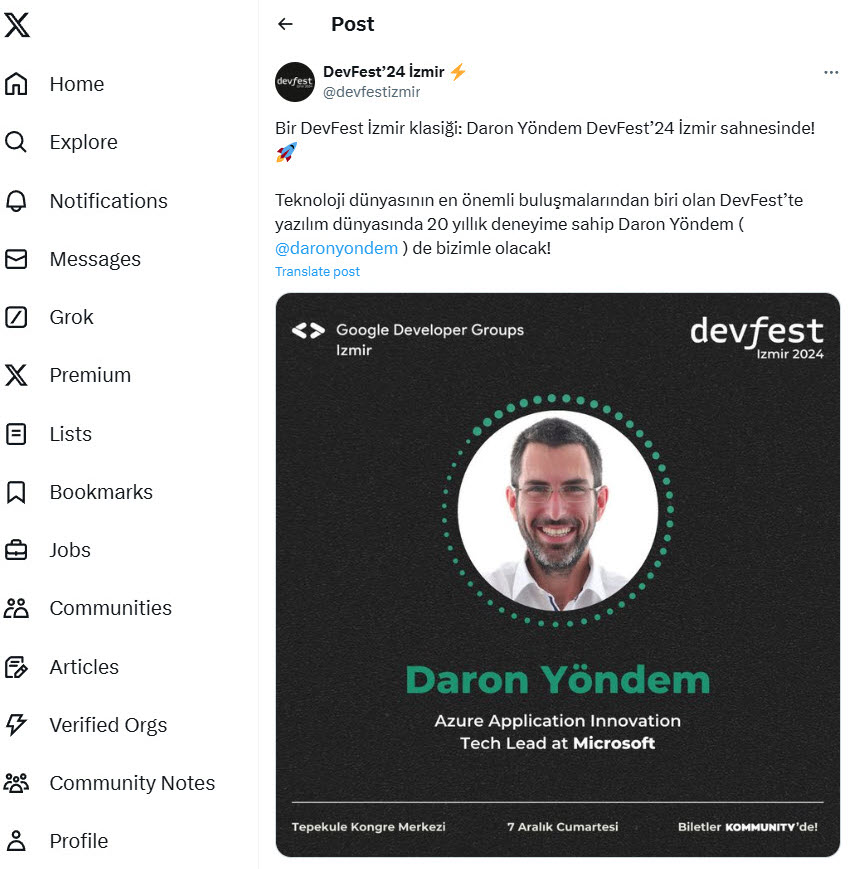 Post
Home
Explore
Notifications
Messages
Grok
Premium
Lists
Bookmarks
Jobs
Communities
Articles
Verified Orgs
Community Notes
Profile
devfest
DevFest’24 İzmir ⚡
@devfestizmir
Bir DevFest İzmir klasiği: Daron Yöndem DevFest’24 İzmir sahnesinde!
🚀
Teknoloji dünyasının en önemli buluşmalarından biri olan DevFest’te
yazılım dünyasında 20 yıllık deneyime sahip Daron Yöndem (
@daronyondem ) de bizimle olacak!
Translate post
Google Developer Groups
Izmir
devfest
Izmir 2024
Daron Yöndem
Azure Application Innovation
Tech Lead at Microsoft
Tepekule Kongre Merkezi
7 Aralık Cumartesi
Biletler KOMMUNITY’de!